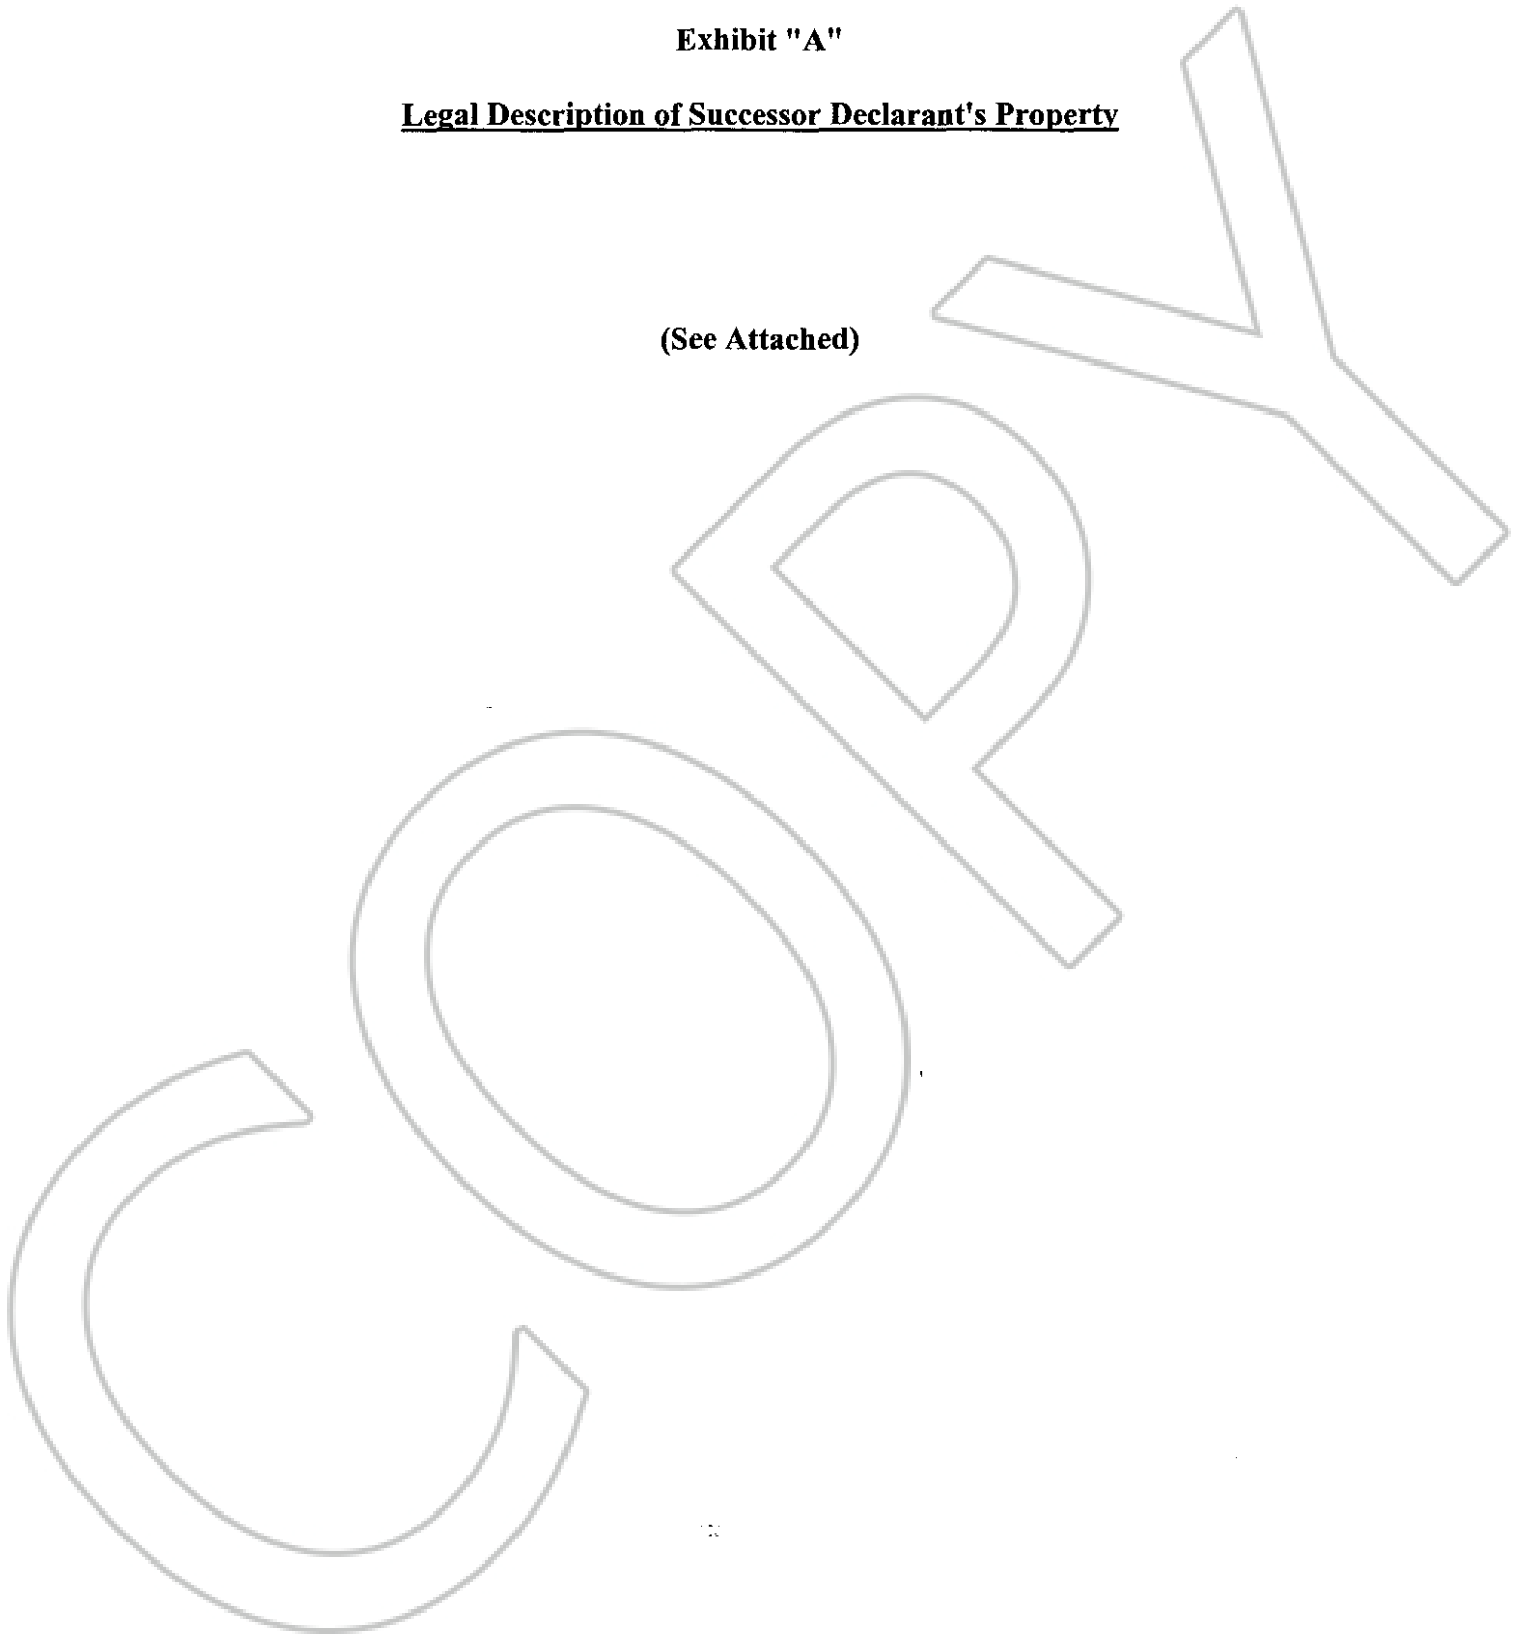 Exhibit "A"
Legal Description of Successor Declarant's Property
(See Attached)
COPY